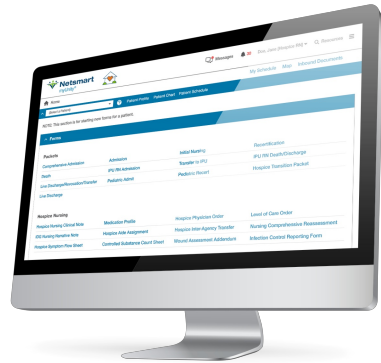 Netsmart
myUnity
Messages
Resources
My Schedule Map Inbound Documents
Home
Select a Patient
Patient Profile Patient Chart Patient Schedule
NOTE: This section is for starting new forms for a patient.
Forms
Packets
Comprehensive Admission Admission Initial Nursing Recertification
Death IPU RN Admission Transfer to IPU IPU RN Death/Discharge
Live Discharge/Revocation/Transfer Pediatric Admit Pediatric Recert Hospice Transition Packet
Live Discharge
Hospice Nursing
Hospice Nursing Clinical Note Medication Profile Hospice Physician Order Level of Care Order
IDG Nursing Narrative Note Hospice Aide Assignment Hospice Inter-Agency Transfer Nursing Comprehensive Reassessment
Hospice Symptom Flow Sheet Controlled Substance Count Sheet Wound Assessment Addendum Infection Control Reporting Form